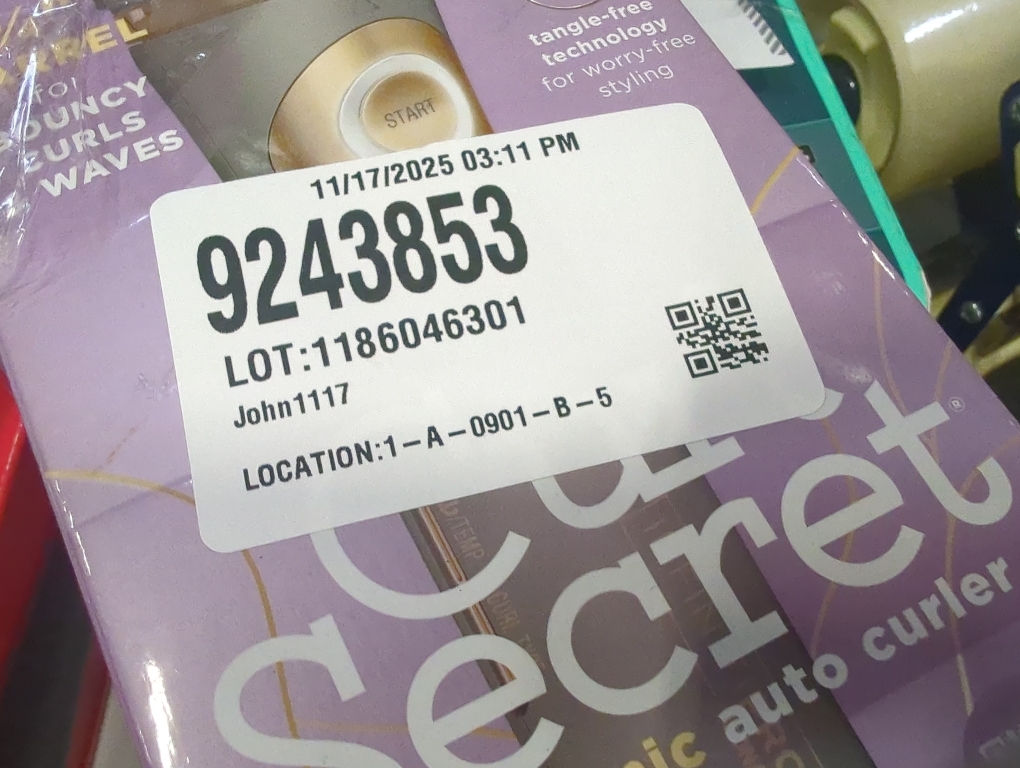 TO
BOUNCY
CURLS
WAVES
tangle-free
technology
for worry-free
styling
START
11/17/2025 03:11 PM
9243853
LOT:1186046301
John1117
LOCATION:1-A-0901-B-5
Secret®
auto curler